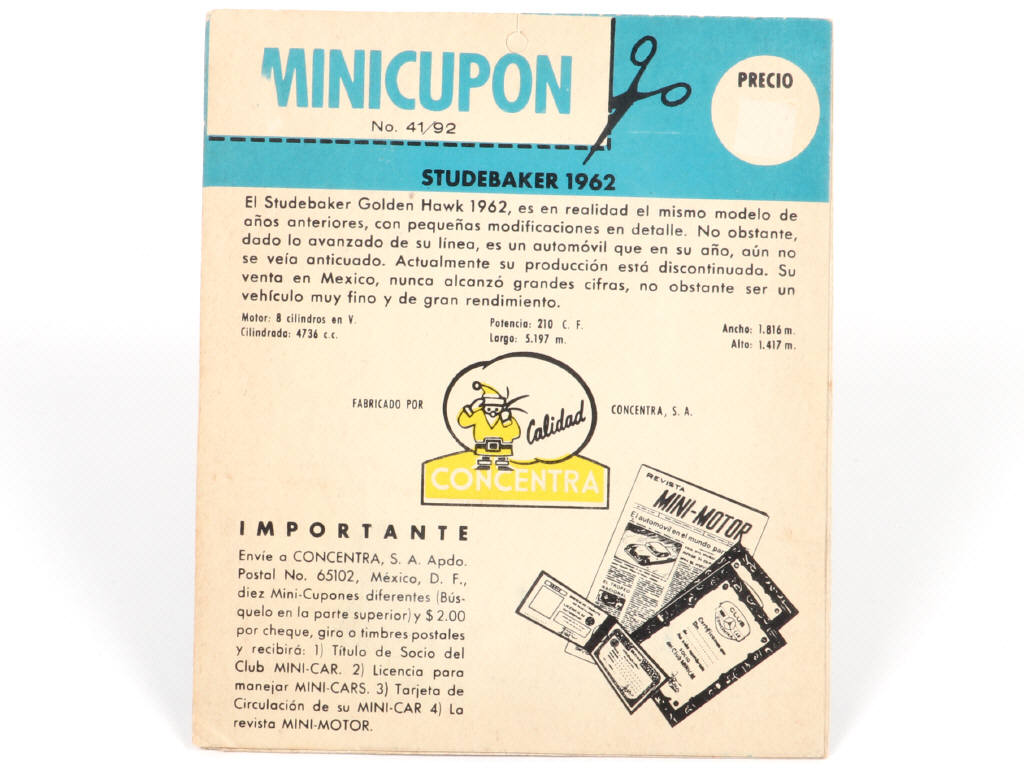 MINICUPON
No. 41/92
PRECIO
STUDEBAKER 1962
El Studebaker Golden Hawk 1962, es en realidad el mismo modelo de
años anteriores, con pequeñas modificaciones en detalle. No obstante,
dado lo avanzado de su línea, es un automóvil que en su año, aún no
se veía anticuado. Actualmente su producción está discontinuada. Su
venta en Mexico, nunca alcanzó grandes cifras, no obstante ser un
vehículo muy fino y de gran rendimiento.
Motor: 8 cilindros en V.
Cilindrada: 4736 c.c.
Potencia: 210 C. F.
Largo: 5.197 m.
Ancho: 1.816 m.
Alto: 1.417 m.
FABRICADO POR
Calidad
CONCENTRA
CONCENTRA, S. A.
IMPORTANTE
Envíe a CONCENTRA, S. A. Apdo.
Postal No. 65102, México, D. F.,
diez Mini-Cupones diferentes (Bús-
quelo en la parte superior) y $ 2.00
por cheque, giro o timbres postales
y recibirá: 1) Título de Socio del
Club MINI-CAR. 2) Licencia para
manejar MINI-CARS. 3) Tarjeta de
Circulación de su MINI-CAR 4) La
revista MINI-MOTOR.
REVISTA
MINI-MOTOR
El automovil en el mundo
CLUB